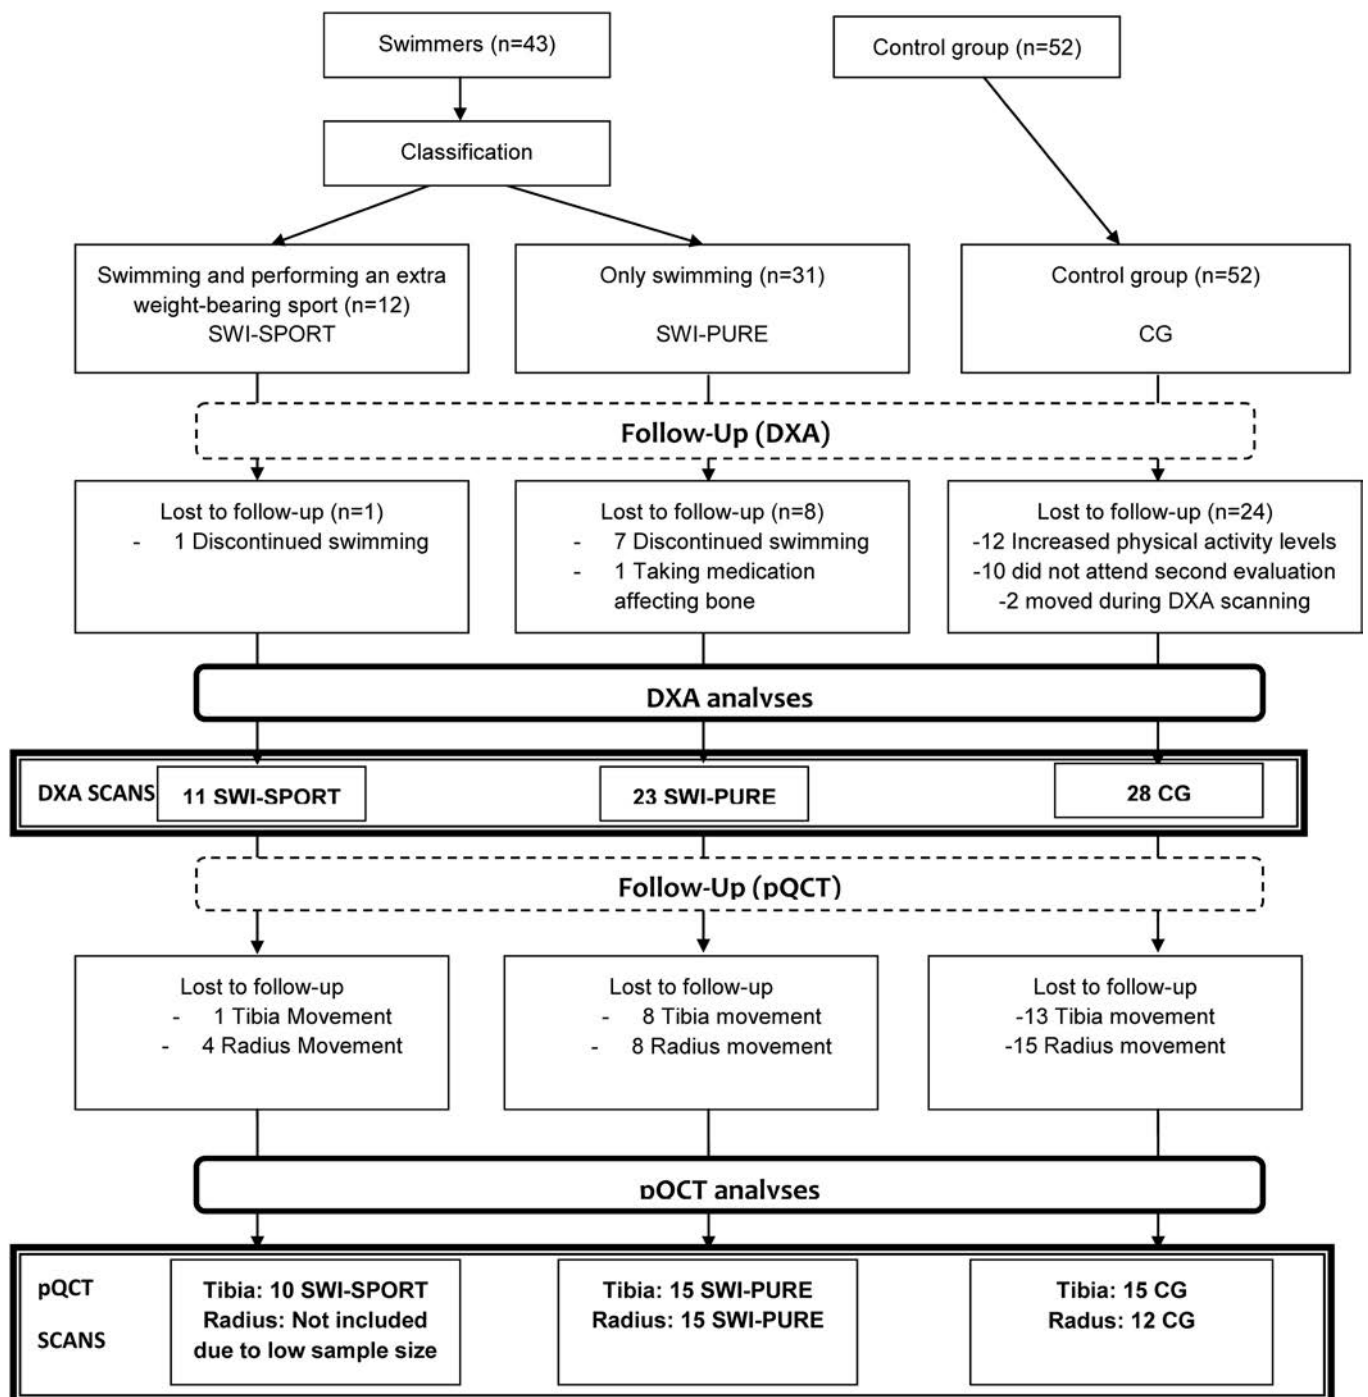 Swimmers (n=43)
Control group (n=52)
Classification
Swimming and performing an extra
weight-bearing sport (n=12)
SWI-SPORT
Only swimming (n=31)
SWI-PURE
Control group (n=52)
CG
Follow-Up (DXA)
Lost to follow-up (n=1)
- 1 Discontinued swimming
Lost to follow-up (n=8)
- 7 Discontinued swimming
- 1 Taking medication
affecting bone
Lost to follow-up (n=24)
-12 Increased physical activity levels
-10 did not attend second evaluation
-2 moved during DXA scanning
DXA analyses
DXA SCANS
11 SWI-SPORT
23 SWI-PURE
28 CG
Follow-Up (pQCT)
Lost to follow-up
- 1 Tibia Movement
- 4 Radius Movement
Lost to follow-up
- 8 Tibia movement
- 8 Radius movement
Lost to follow-up
-13 Tibia movement
-15 Radius movement
pQCT analyses
pQCT
SCANS
Tibia: 10 SWI-SPORT
Radius: Not included
due to low sample size
Tibia: 15 SWI-PURE
Radius: 15 SWI-PURE
Tibia: 15 CG
Radus: 12 CG